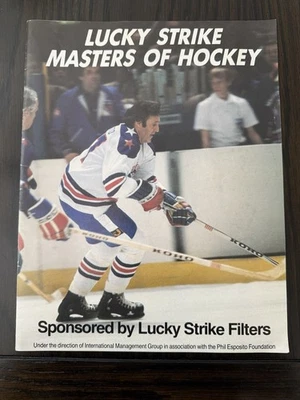 LUCKY STRIKE
MASTERS OF HOCKEY
KOHO
KOHO
Sponsored by Lucky Strike Filters
Under the direction of International Management Group in association with the Phil Esposito Foundation